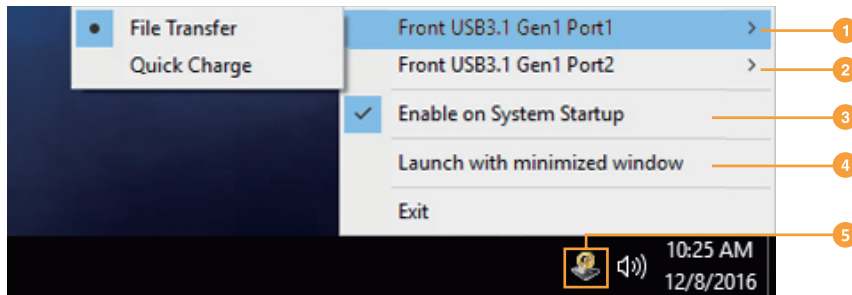 File Transfer
Quick Charge
Front USB3.1 Gen1 Port1 > 1
Front USB3.1 Gen1 Port2 > 2
Enable on System Startup 3
Launch with minimized window 4
Exit
5
10:25 AM
12/8/2016